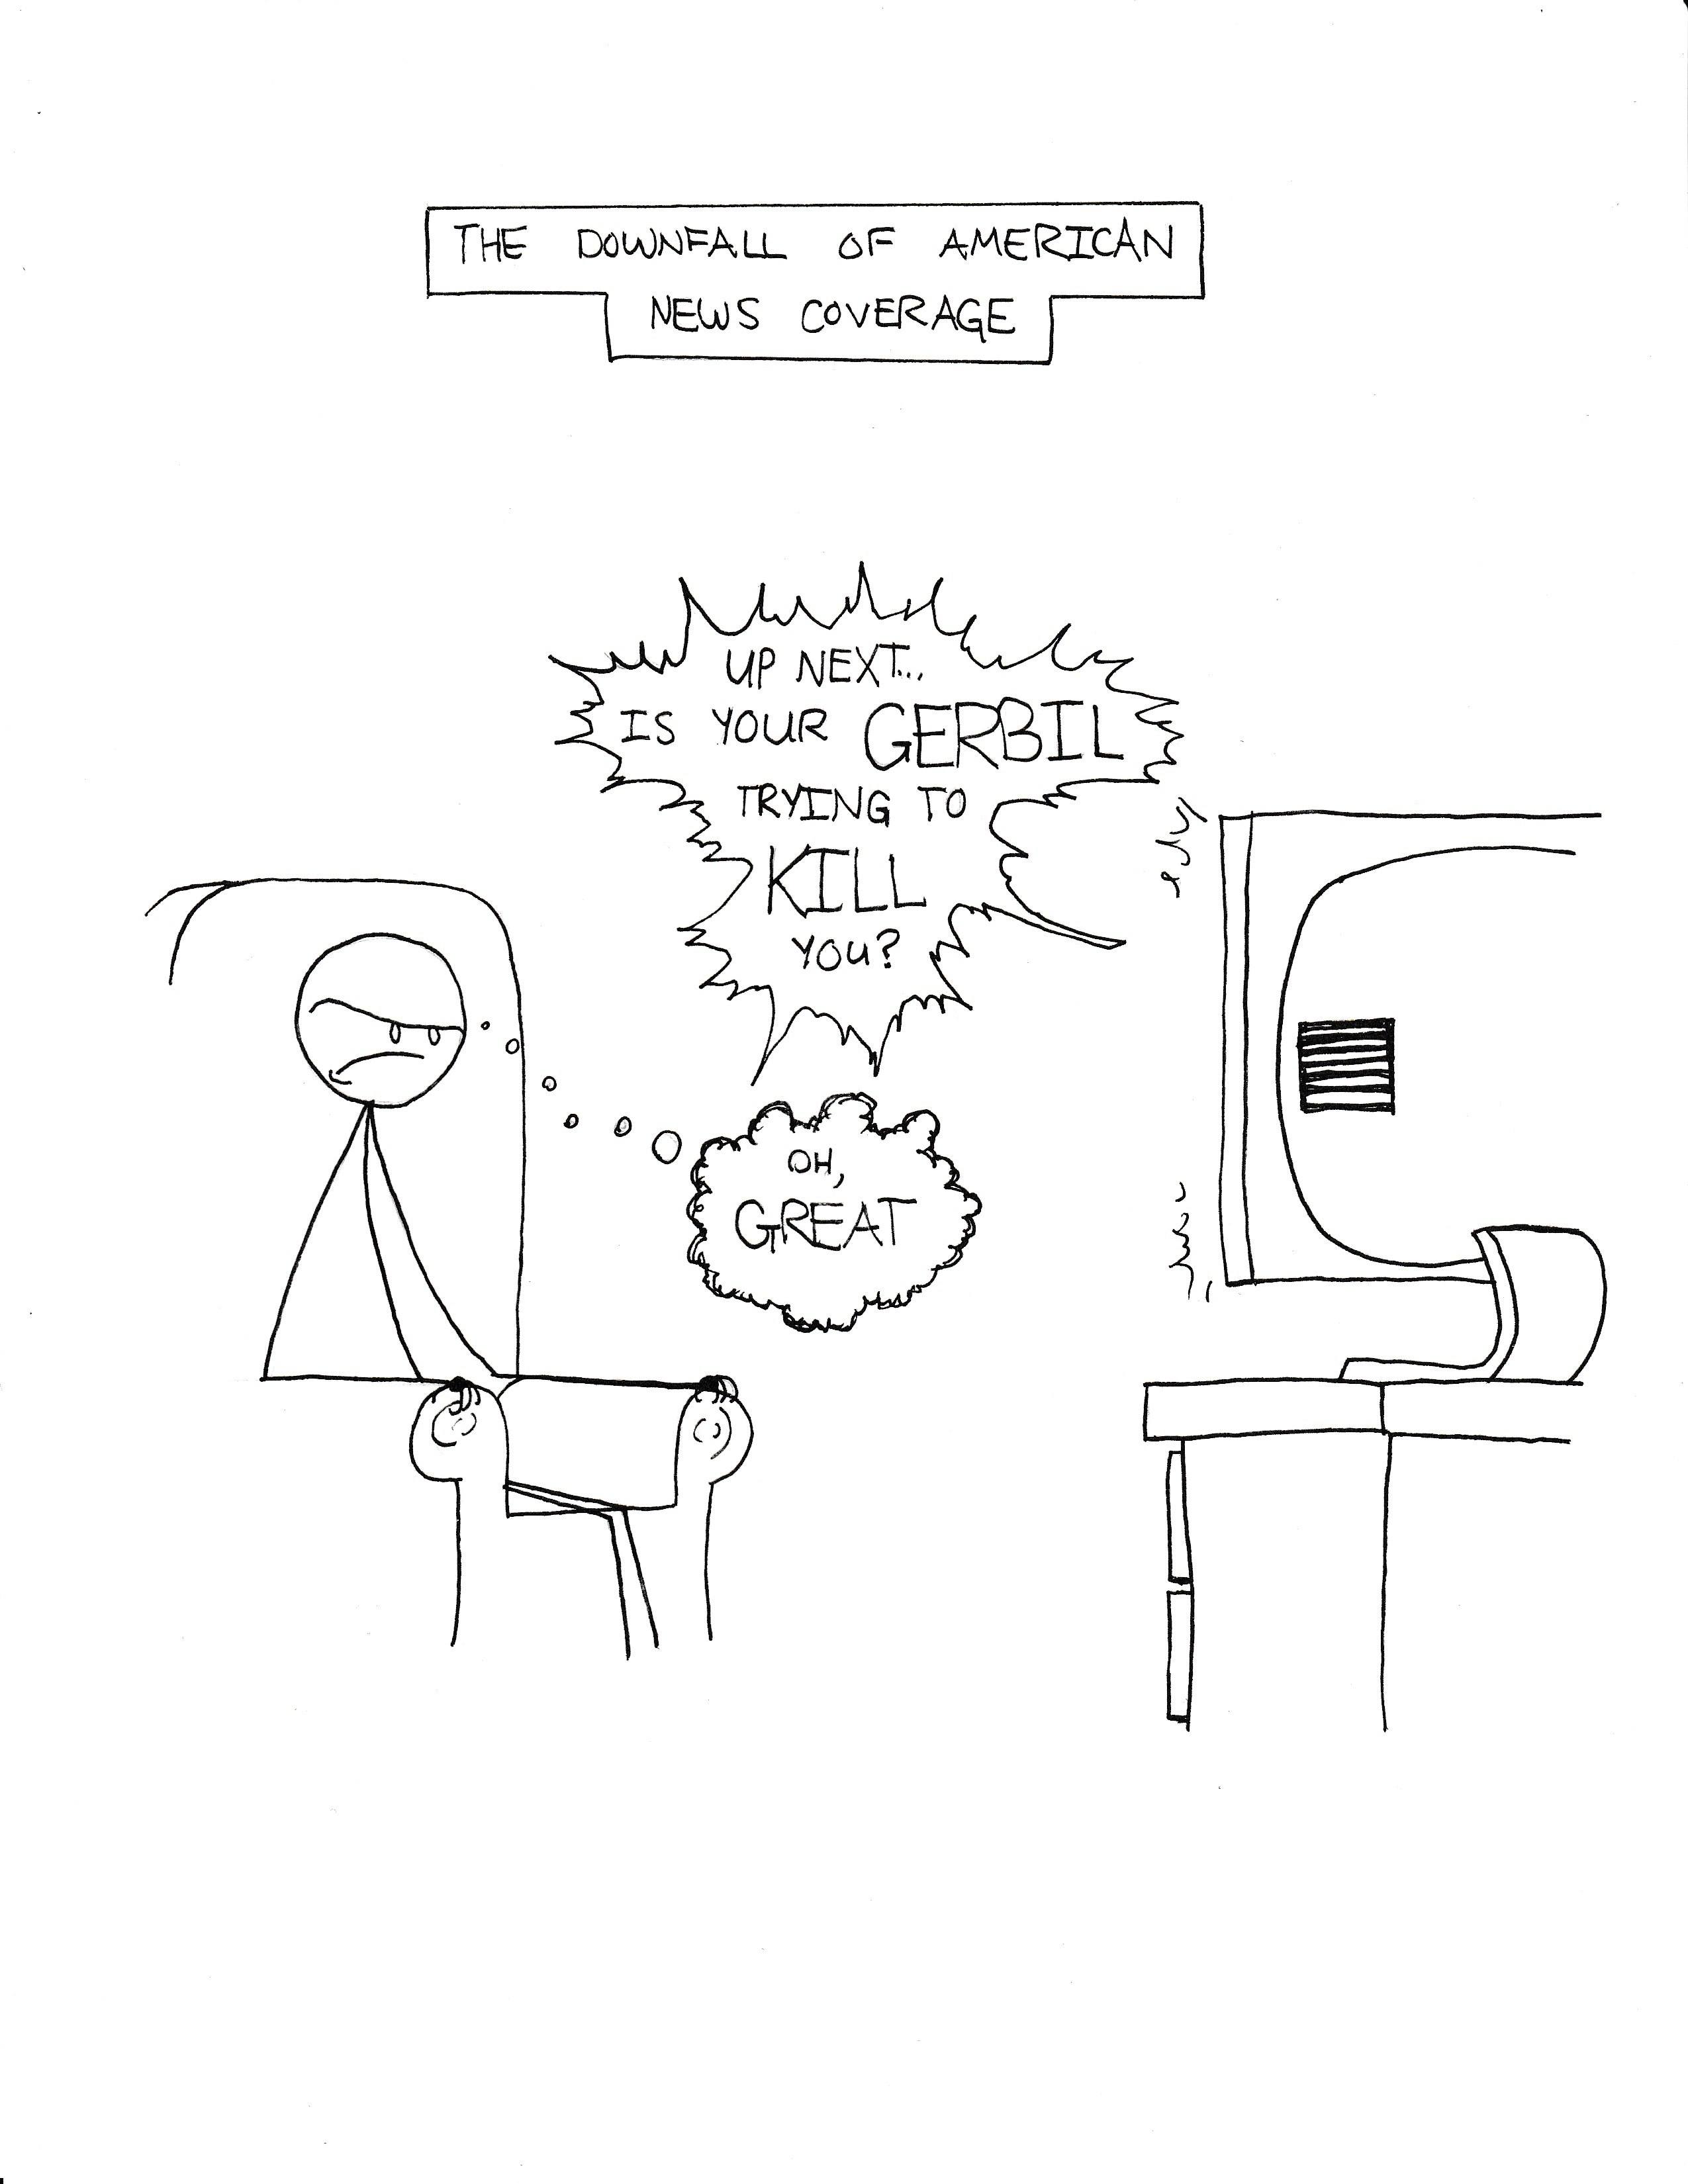 THE DOWNFALL OF AMERICAN
NEWS COVERAGE
UP NEXT...
IS YOUR GERBIL
TRYING TO
KILL
YOU?
OH,
GREAT